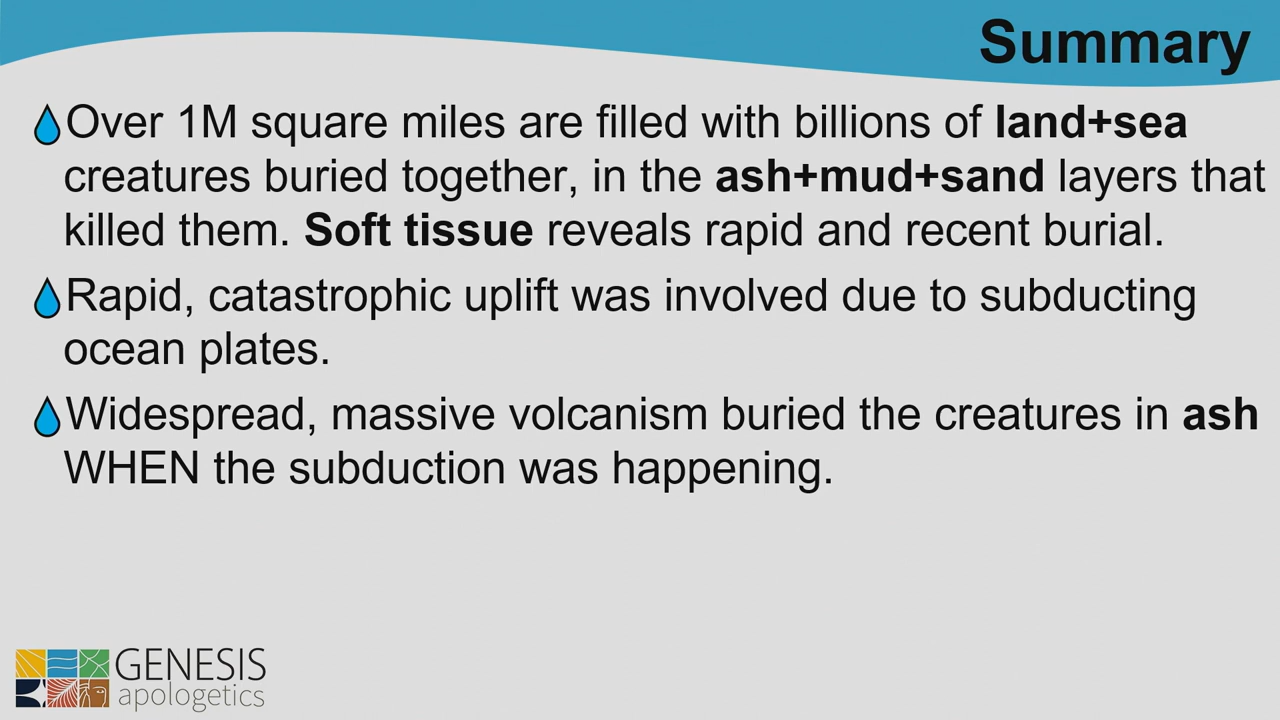 Summary
Over 1M square miles are filled with billions of land+sea
creatures buried together, in the ash+mud+sand layers that
killed them. Soft tissue reveals rapid and recent burial.
Rapid, catastrophic uplift was involved due to subducting
ocean plates.
Widespread, massive volcanism buried the creatures in ash
WHEN the subduction was happening.
GENESIS
apologetics